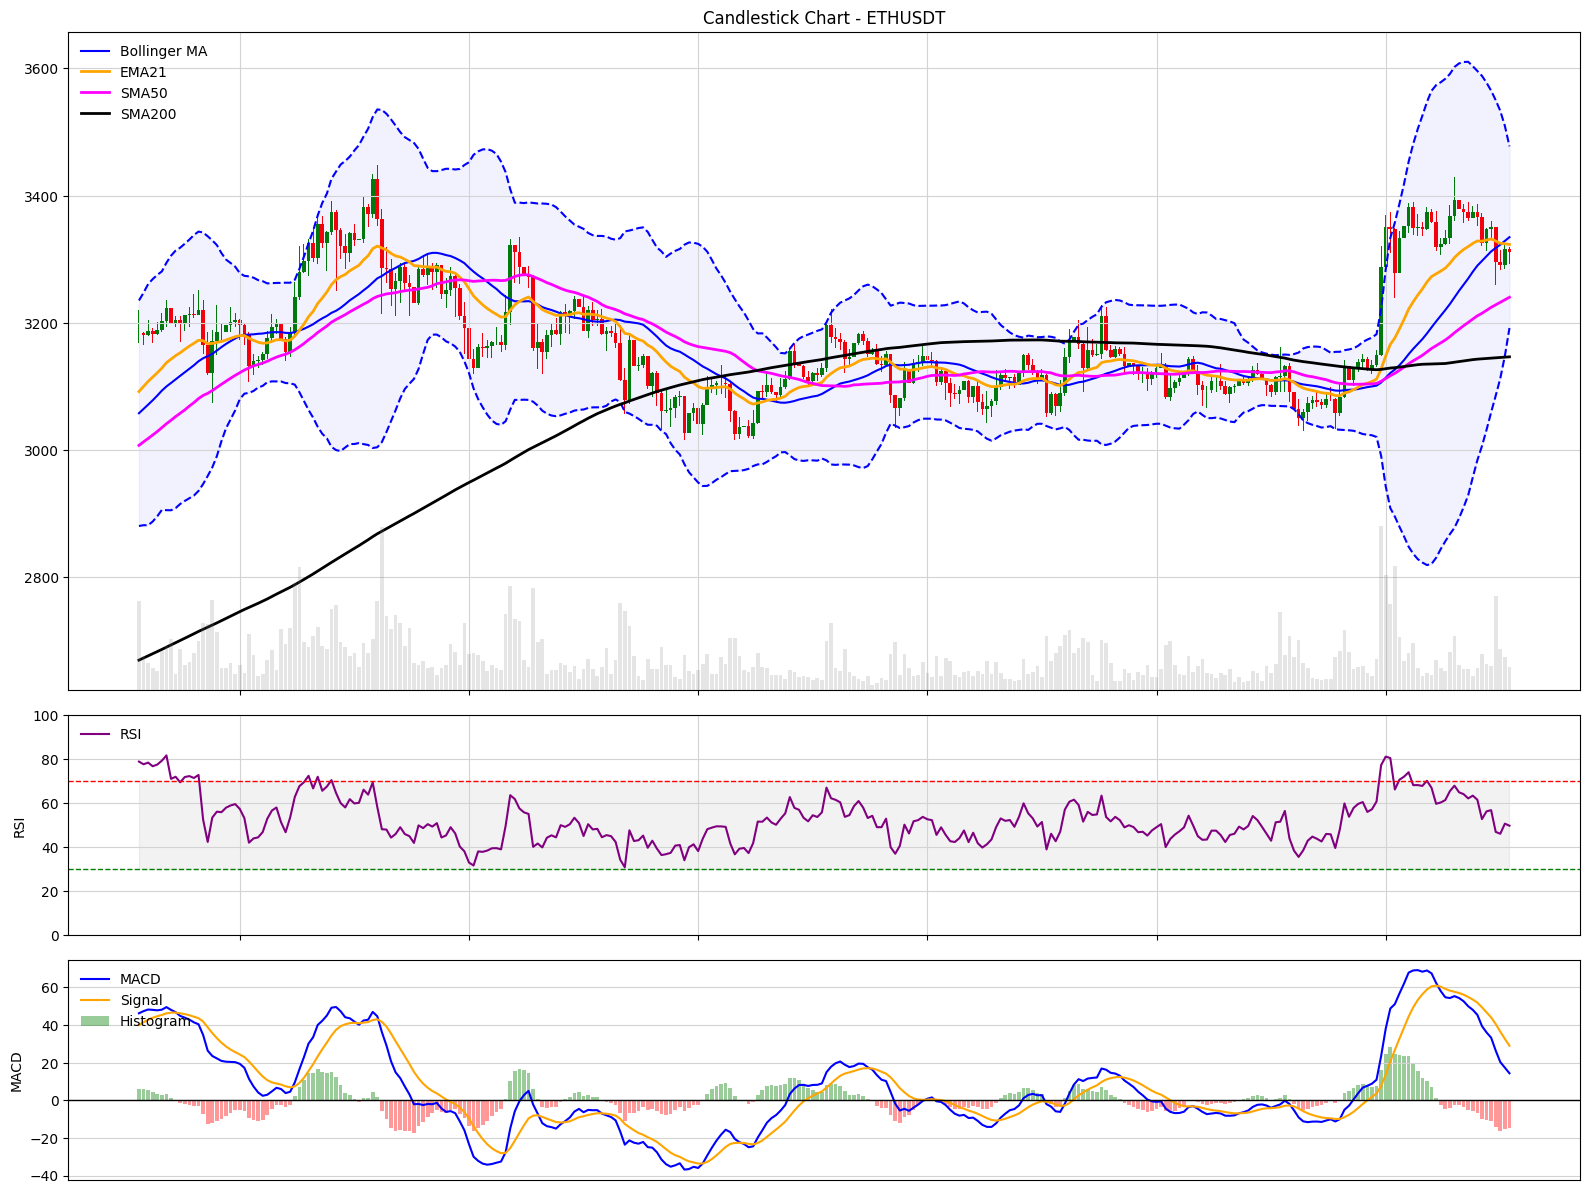 Candlestick Chart - ETHUSDT
Bollinger MA
EMA21
SMA50
SMA200
3600
3400
3200
3000
2800
RSI
100
80
60
40
20
0
RSI
MACD
Signal
Histogram
60
40
20
0
−20
−40
MACD